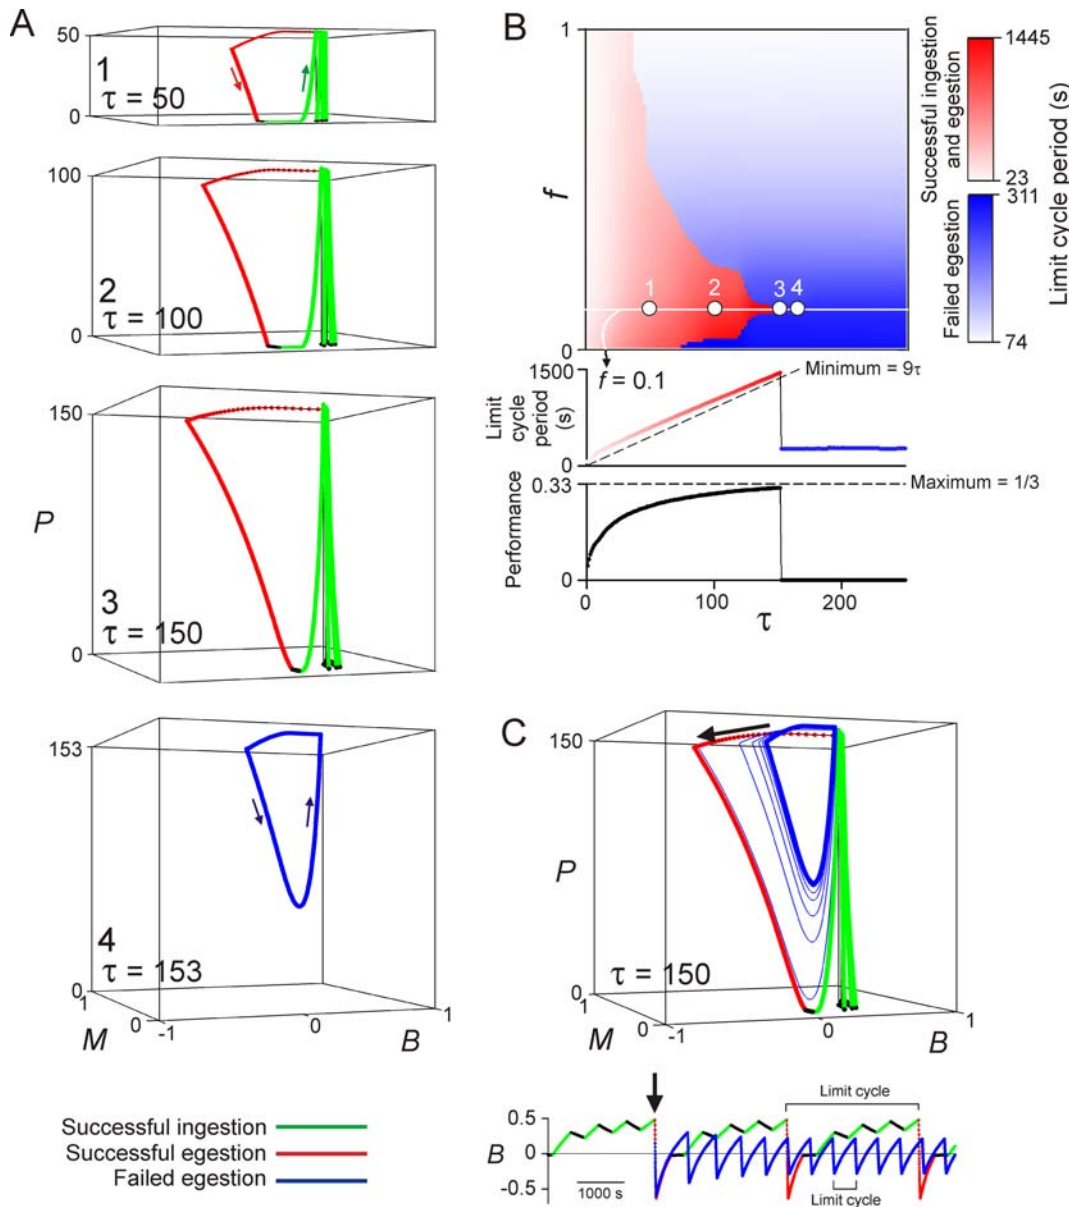 A
50
0
1
τ = 50
100
0
2
τ = 100
150
P
0
3
τ = 150
153
0
4
τ = 153
1
M
0
-1
0
B
1
B
1
f
0
1 2 3 4
f = 0.1
Successful ingestion
and egestion
1445
23
Failed egestion
311
74
Limit cycle period (s)
1500
0
Limit
cycle
period
(s)
Minimum = 9τ
0.33
0
Performance
Maximum = 1/3
0 100 200
τ
C
150
P
0
τ = 150
1
M
0
-1
0
B
1
Successful ingestion
Successful egestion
Failed egestion
Limit cycle
0.5
B 0
-0.5
1000 s
Limit cycle